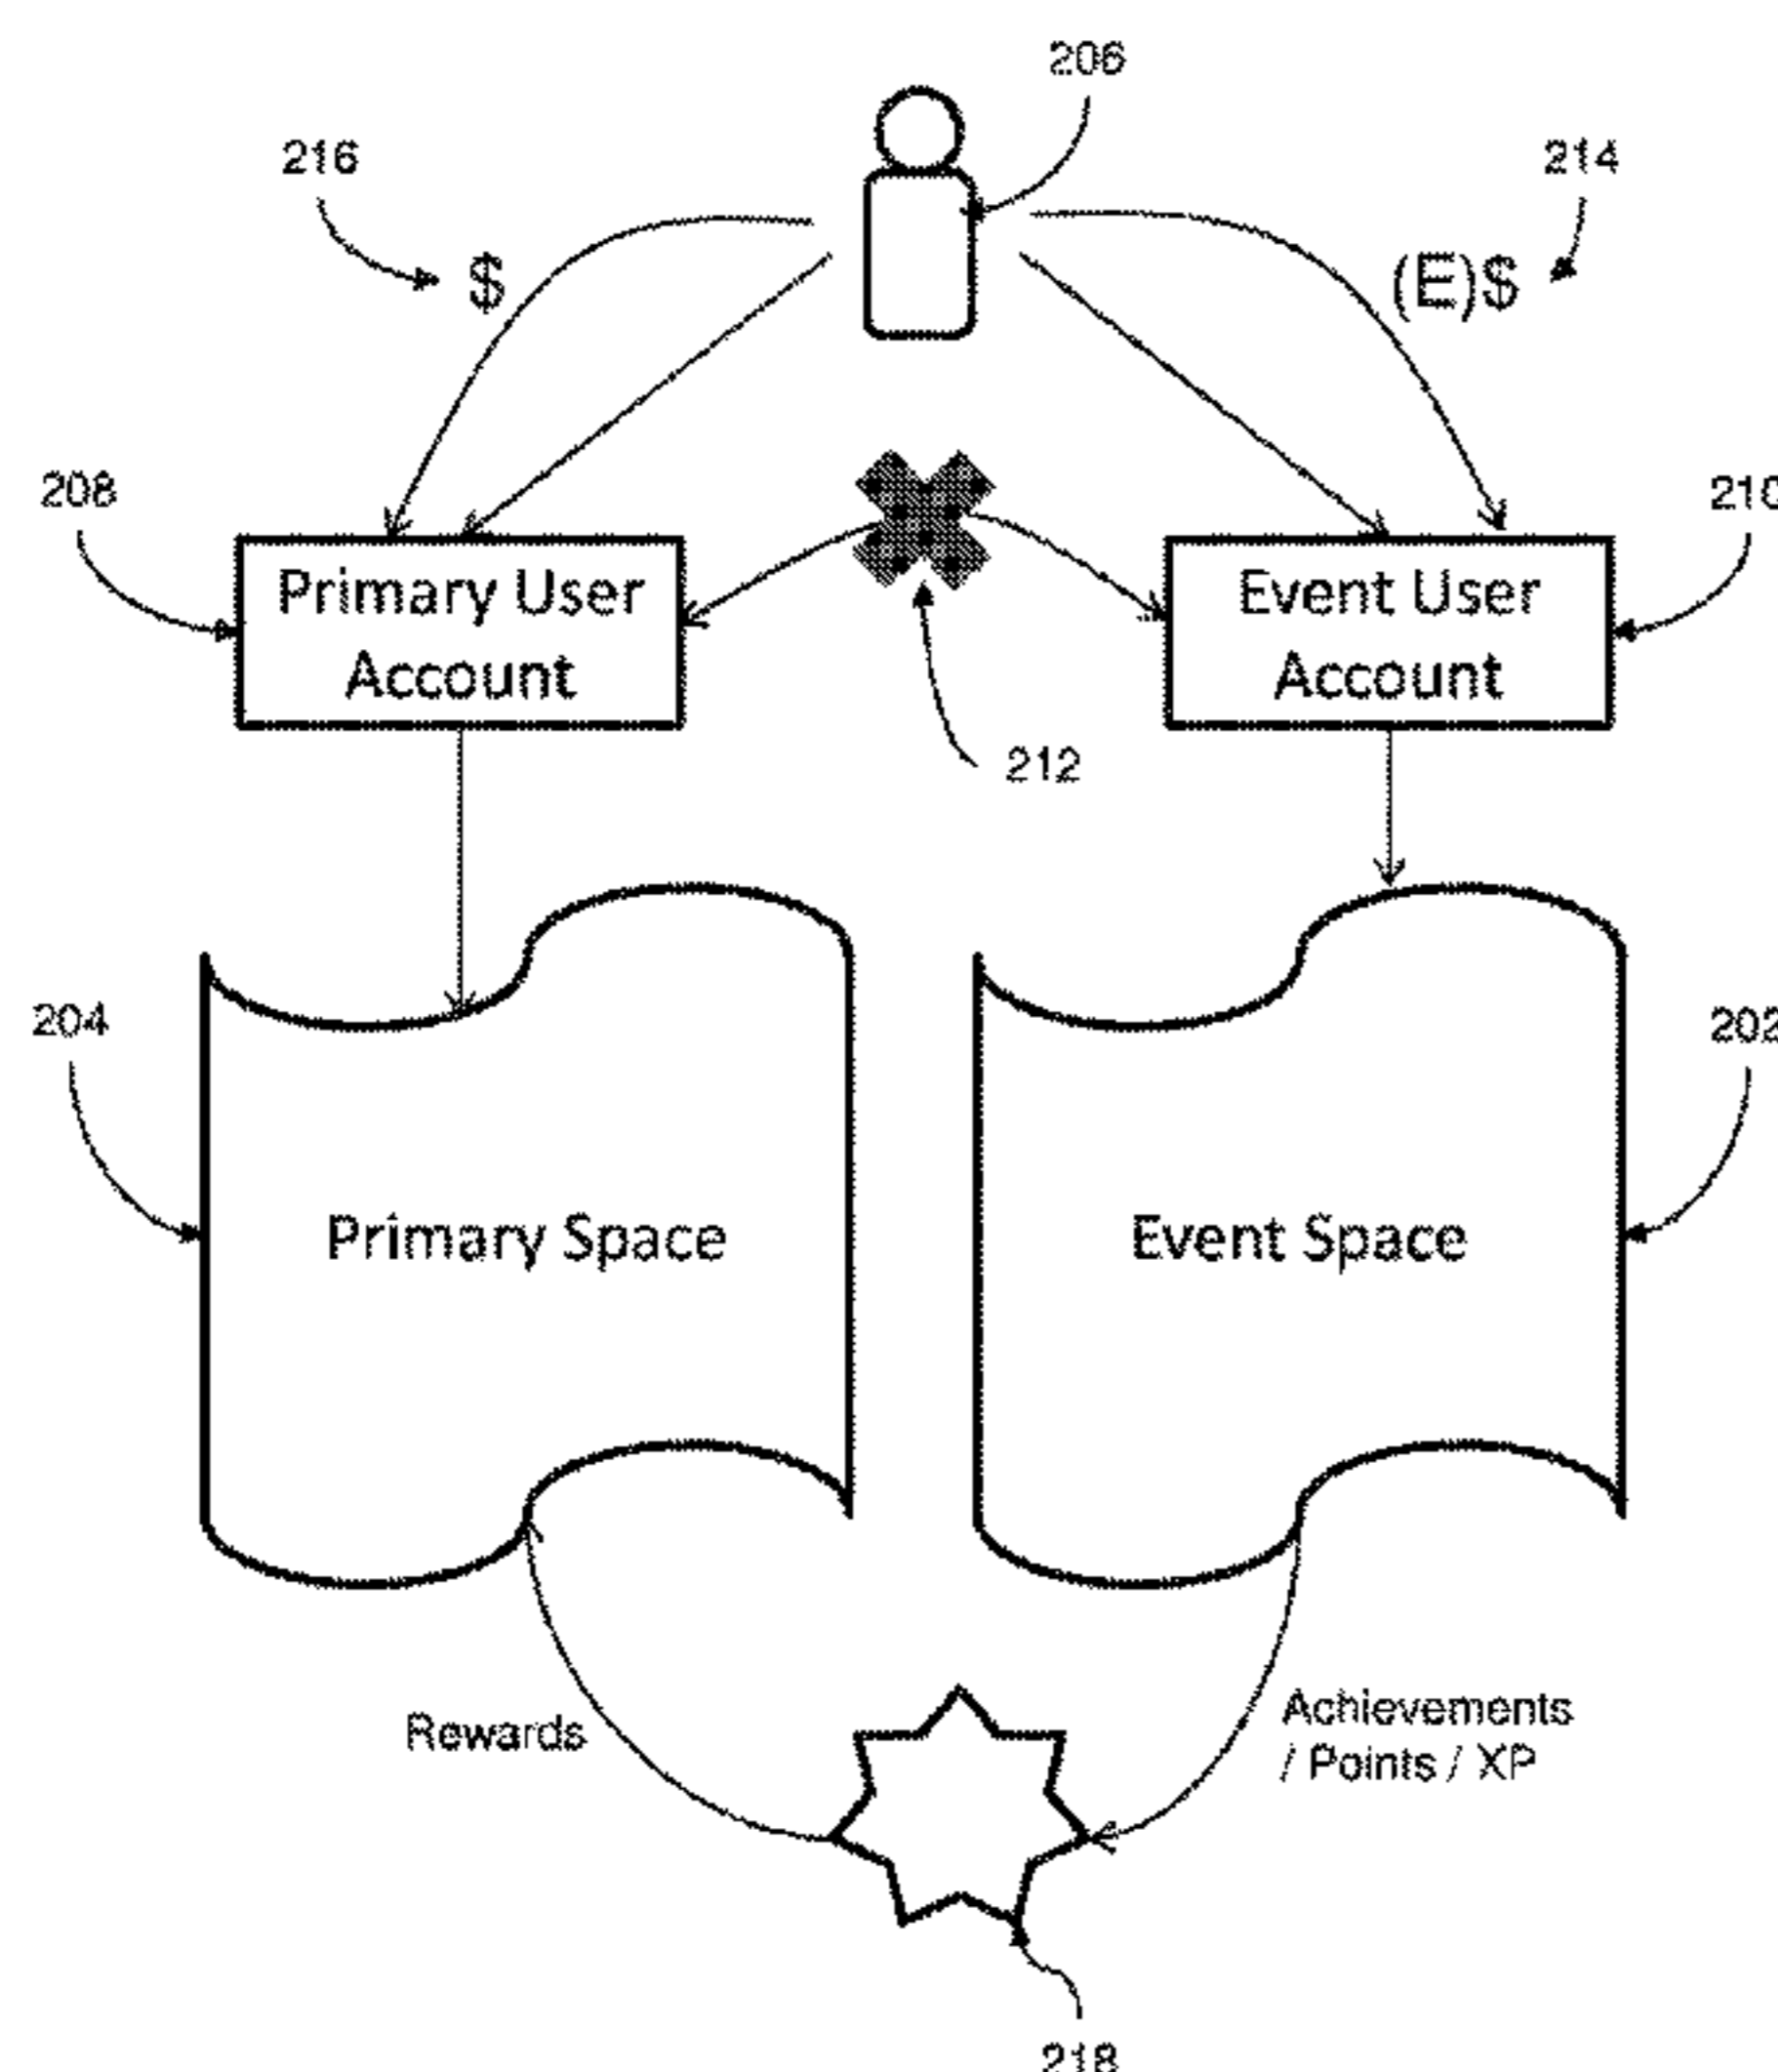 206
216
214
$
(E)$
208
210
Primary User
Account
Event User
Account
212
204
202
Primary Space
Event Space
Rewards
Achievements
/ Points / XP
218